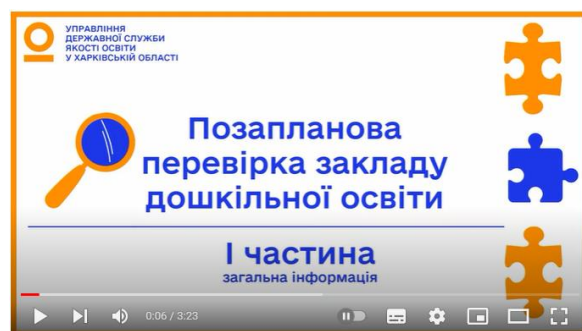 УПРАВЛІННЯ
ДЕРЖАВНОЇ СЛУЖБИ
ЯКОСТІ ОСВІТИ
У ХАРКІВСЬКІЙ ОБЛАСТІ
Позапланова
перевірка закладу
дошкільної освіти
І частина
загальна інформація
0:06 / 3:23